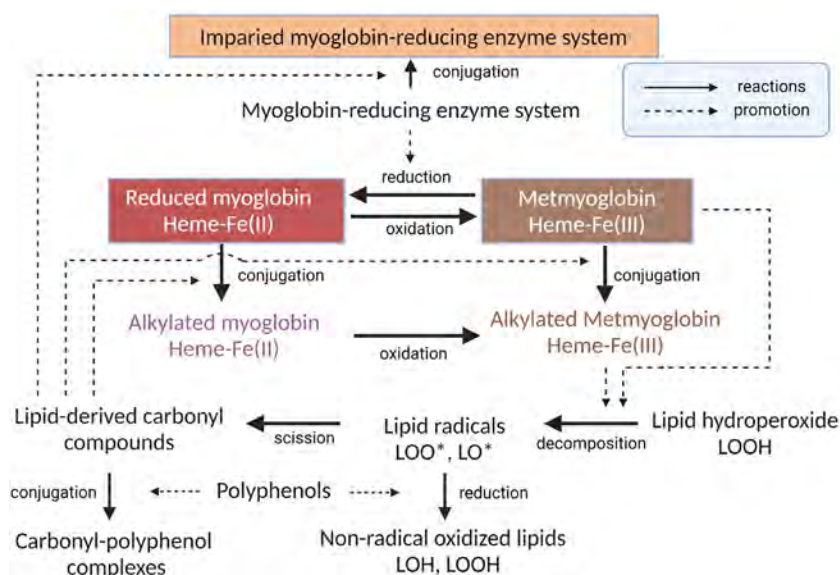 Imparied myoglobin-reducing enzyme system
conjugation
reactions
promotion
Myoglobin-reducing enzyme system
reduction
Reduced myoglobin
Heme-Fe(II)
Metmyoglobin
Heme-Fe(III)
oxidation
conjugation
conjugation
Alkylated myoglobin
Heme-Fe(II)
Alkylated Metmyoglobin
Heme-Fe(III)
oxidation
Lipid-derived carbonyl
compounds
scission
Lipid radicals
LOO*, LO*
decomposition
Lipid hydroperoxide
LOOH
conjugation
Polyphenols
reduction
Carbonyl-polyphenol
complexes
Non-radical oxidized lipids
LOH, LOOH